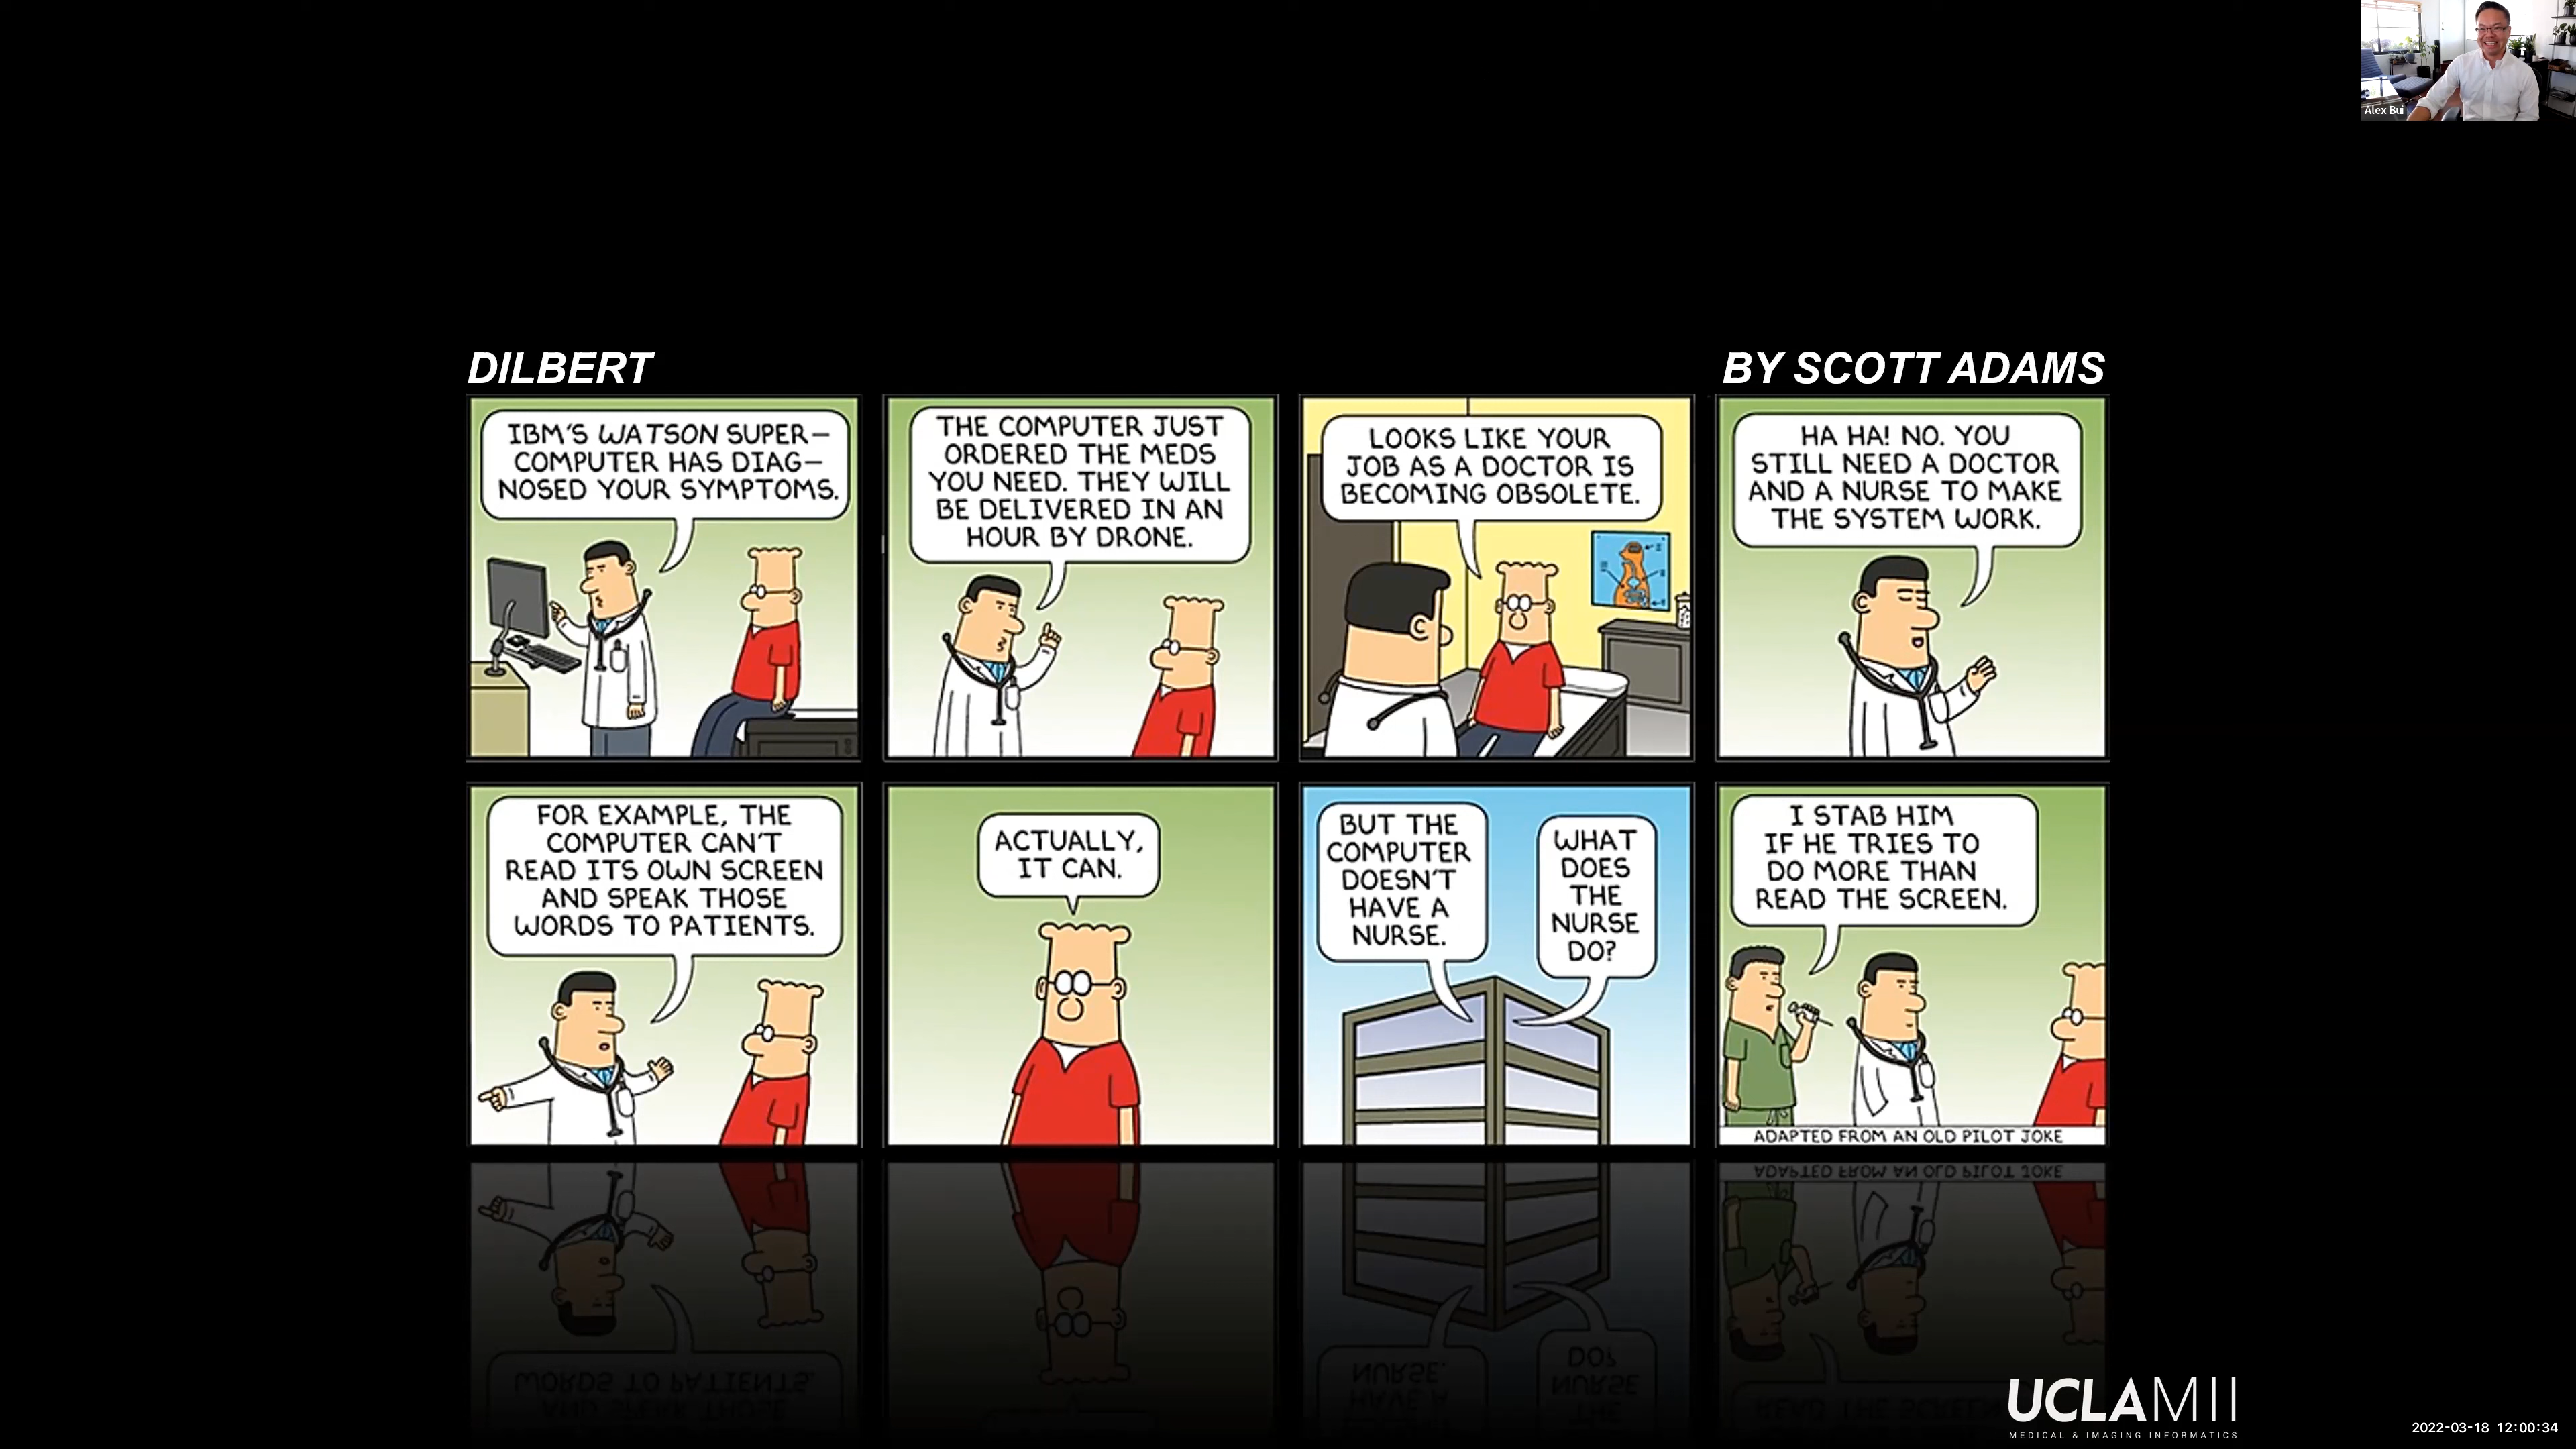 Alex Bui
DILBERT
BY SCOTT ADAMS
IBM'S WATSON SUPER–
COMPUTER HAS DIAG–
NOSED YOUR SYMPTOMS.
THE COMPUTER JUST
ORDERED THE MEDS
YOU NEED. THEY WILL
BE DELIVERED IN AN
HOUR BY DRONE.
LOOKS LIKE YOUR
JOB AS A DOCTOR IS
BECOMING OBSOLETE.
HA HA! NO. YOU
STILL NEED A DOCTOR
AND A NURSE TO MAKE
THE SYSTEM WORK.
FOR EXAMPLE, THE
COMPUTER CAN'T
READ ITS OWN SCREEN
AND SPEAK THOSE
WORDS TO PATIENTS.
ACTUALLY,
IT CAN.
BUT THE
COMPUTER
DOESN'T
HAVE A
NURSE.
WHAT
DOES
THE
NURSE
DO?
I STAB HIM
IF HE TRIES TO
DO MORE THAN
READ THE SCREEN.
ADAPTED FROM AN OLD PILOT JOKE
UCLAMII
MEDICAL & IMAGING INFORMATICS
2022-03-18 12:00:34